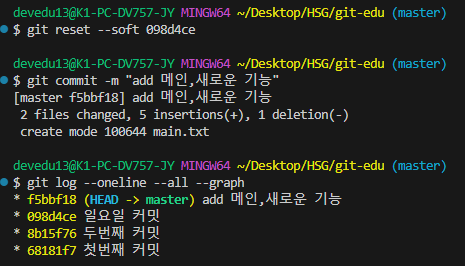 devedu13@K1-PC-DV757-JY MINGW64 ~/Desktop/HSG/git-edu (master)
$ git reset --soft 098d4ce
devedu13@K1-PC-DV757-JY MINGW64 ~/Desktop/HSG/git-edu (master)
$ git commit -m "add 메인,새로운 기능"
[master f5bbf18] add 메인,새로운 기능
 2 files changed, 5 insertions(+), 1 deletion(-)
 create mode 100644 main.txt
devedu13@K1-PC-DV757-JY MINGW64 ~/Desktop/HSG/git-edu (master)
$ git log --oneline --all --graph
* f5bbf18 (HEAD -> master) add 메인,새로운 기능
* 098d4ce 일요일 커밋
* 8b15f76 두번째 커밋
* 68181f7 첫번째 커밋